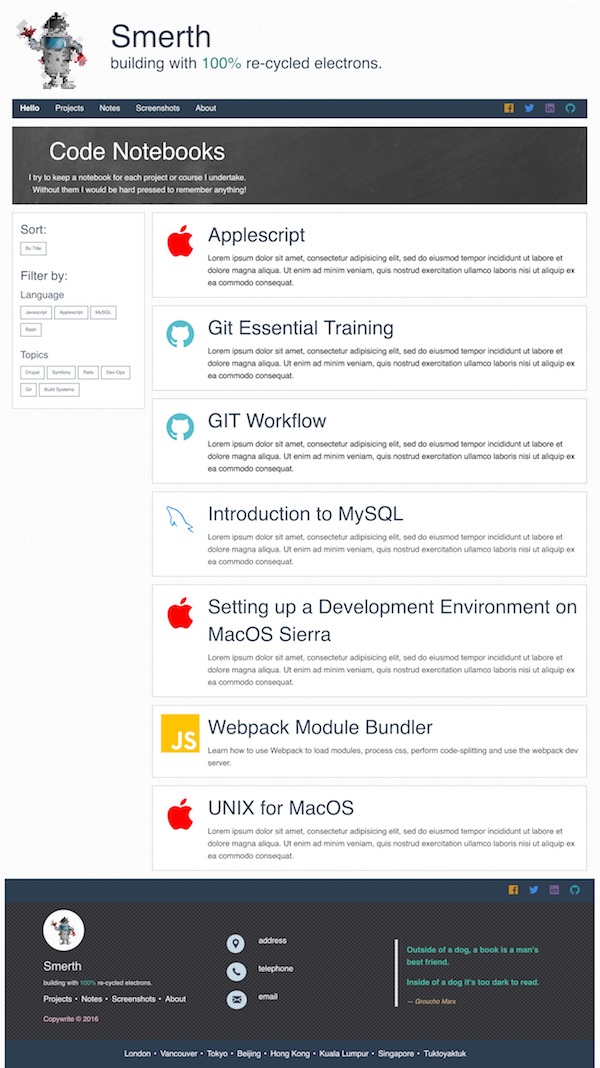 Smerth
building with 100% re-cycled electrons.
Hello Projects Notes Screenshots About
Code Notebooks
I try to keep a notebook for each project or course I undertake.
Without them I would be hard pressed to remember anything!
Sort:
By Title
Filter by:
Language
Javascript Applescript MySQL
Bash
Topics
Drupal Symfony Rails Dev-Ops
Git Build Systems
Applescript
Lorem ipsum dolor sit amet, consectetur adipisicing elit, sed do eiusmod tempor incididunt ut labore et
dolore magna aliqua. Ut enim ad minim veniam, quis nostrud exercitation ullamco laboris nisi ut aliquip ex
ea commodo consequat.
Git Essential Training
Lorem ipsum dolor sit amet, consectetur adipisicing elit, sed do eiusmod tempor incididunt ut labore et
dolore magna aliqua. Ut enim ad minim veniam, quis nostrud exercitation ullamco laboris nisi ut aliquip ex
ea commodo consequat.
GIT Workflow
Lorem ipsum dolor sit amet, consectetur adipisicing elit, sed do eiusmod tempor incididunt ut labore et
dolore magna aliqua. Ut enim ad minim veniam, quis nostrud exercitation ullamco laboris nisi ut aliquip ex
ea commodo consequat.
Introduction to MySQL
Lorem ipsum dolor sit amet, consectetur adipisicing elit, sed do eiusmod tempor incididunt ut labore et
dolore magna aliqua. Ut enim ad minim veniam, quis nostrud exercitation ullamco laboris nisi ut aliquip ex
ea commodo consequat.
Setting up a Development Environment on
MacOS Sierra
Lorem ipsum dolor sit amet, consectetur adipisicing elit, sed do eiusmod tempor incididunt ut labore et
dolore magna aliqua. Ut enim ad minim veniam, quis nostrud exercitation ullamco laboris nisi ut aliquip ex
ea commodo consequat.
JS
Webpack Module Bundler
Learn how to use Webpack to load modules, process css, perform code-splitting and use the webpack dev
server.
UNIX for MacOS
Lorem ipsum dolor sit amet, consectetur adipisicing elit, sed do eiusmod tempor incididunt ut labore et
dolore magna aliqua. Ut enim ad minim veniam, quis nostrud exercitation ullamco laboris nisi ut aliquip ex
ea commodo consequat.
Smerth
building with 100% re-cycled electrons.
Projects • Notes • Screenshots • About
Copywrite © 2016
address
telephone
email
Outside of a dog, a book is a man's
best friend.
Inside of a dog it's too dark to read.
— Groucho Marx
London • Vancouver • Tokyo • Beijing • Hong Kong • Kuala Lumpur • Singapore • Tuktoyaktuk